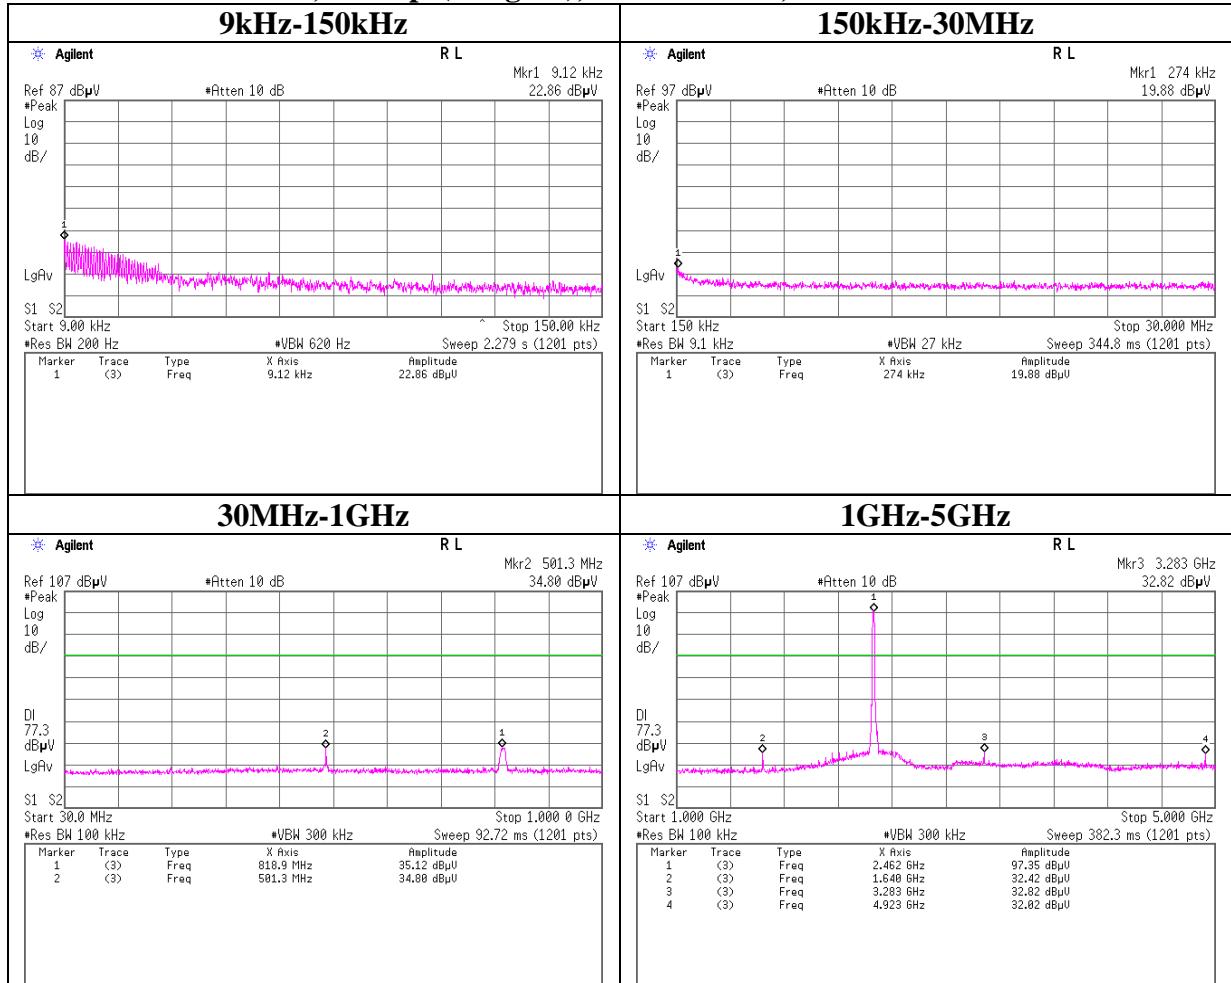 9kHz-150kHz
Agilent R L
Mkr1 9.12 kHz
Ref 87 dBµV #Atten 10 dB 22.86 dBµV
#Peak
Log
10
dB/
1
LgAv
S1 S2
Start 9.00 kHz ^ Stop 150.00 kHz
#Res BW 200 Hz #VBW 620 Hz Sweep 2.279 s (1201 pts)
Marker Trace Type X Axis Amplitude
1 (3) Freq 9.12 kHz 22.86 dBµV
150kHz-30MHz
Agilent R L
Mkr1 274 kHz
Ref 97 dBµV #Atten 10 dB 19.88 dBµV
#Peak
Log
10
dB/
1
LgAv
S1 S2
Start 150 kHz Stop 30.000 MHz
#Res BW 9.1 kHz #VBW 27 kHz Sweep 344.8 ms (1201 pts)
Marker Trace Type X Axis Amplitude
1 (3) Freq 274 kHz 19.88 dBµV
30MHz-1GHz
Agilent R L
Mkr2 501.3 MHz
Ref 107 dBµV #Atten 10 dB 34.80 dBµV
#Peak
Log
10
dB/
DI
77.3
dBµV
2 1
LgAv
S1 S2
Start 30.0 MHz Stop 1.000 0 GHz
#Res BW 100 kHz #VBW 300 kHz Sweep 92.72 ms (1201 pts)
Marker Trace Type X Axis Amplitude
1 (3) Freq 818.9 MHz 35.12 dBµV
2 (3) Freq 501.3 MHz 34.80 dBµV
1GHz-5GHz
Agilent R L
Mkr3 3.283 GHz
Ref 107 dBµV #Atten 10 dB 32.82 dBµV
#Peak
1
Log
10
dB/
DI
77.3
dBµV
2 3 4
LgAv
S1 S2
Start 1.000 GHz Stop 5.000 GHz
#Res BW 100 kHz #VBW 300 kHz Sweep 382.3 ms (1201 pts)
Marker Trace Type X Axis Amplitude
1 (3) Freq 2.462 GHz 97.35 dBµV
2 (3) Freq 1.640 GHz 32.42 dBµV
3 (3) Freq 3.283 GHz 32.82 dBµV
4 (3) Freq 4.923 GHz 32.02 dBµV